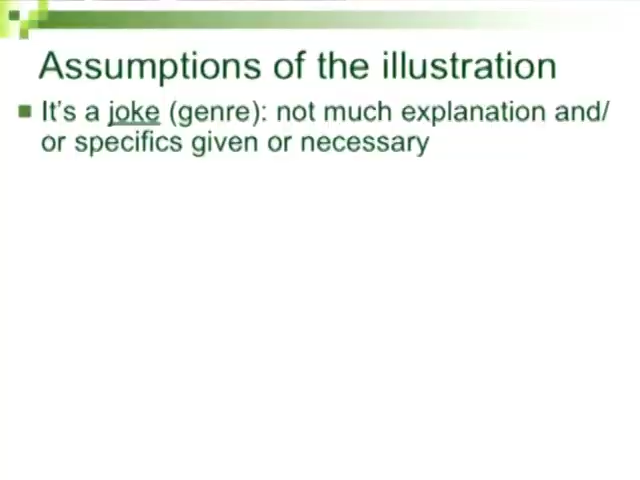 Assumptions of the illustration
It's a joke (genre): not much explanation and/
or specifics given or necessary